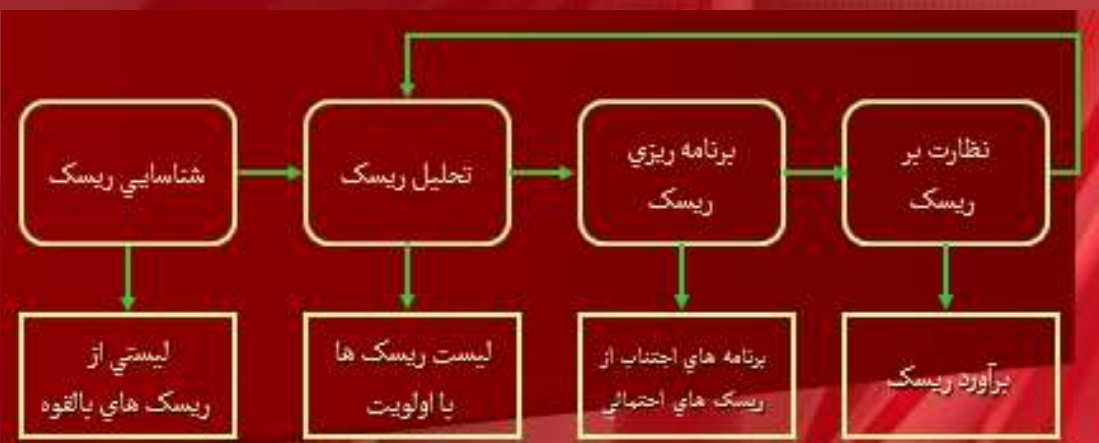 شناسايي ريسک
تحليل ريسک
برنامه ريزي
ريسک
نظارت بر
ريسک
ليستي از
ريسک هاي بالقوه
ليست ريسک ها
با اولويت
برنامه هاي اجتناب از
ريسک هاي احتمالي
برآورد ريسک